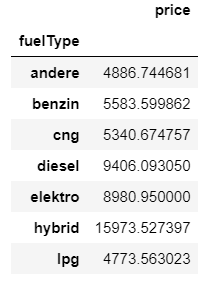 price
fuelType
andere 4886.744681
benzin 5583.599862
cng 5340.674757
diesel 9406.093050
elektro 8980.950000
hybrid 15973.527397
lpg 4773.563023